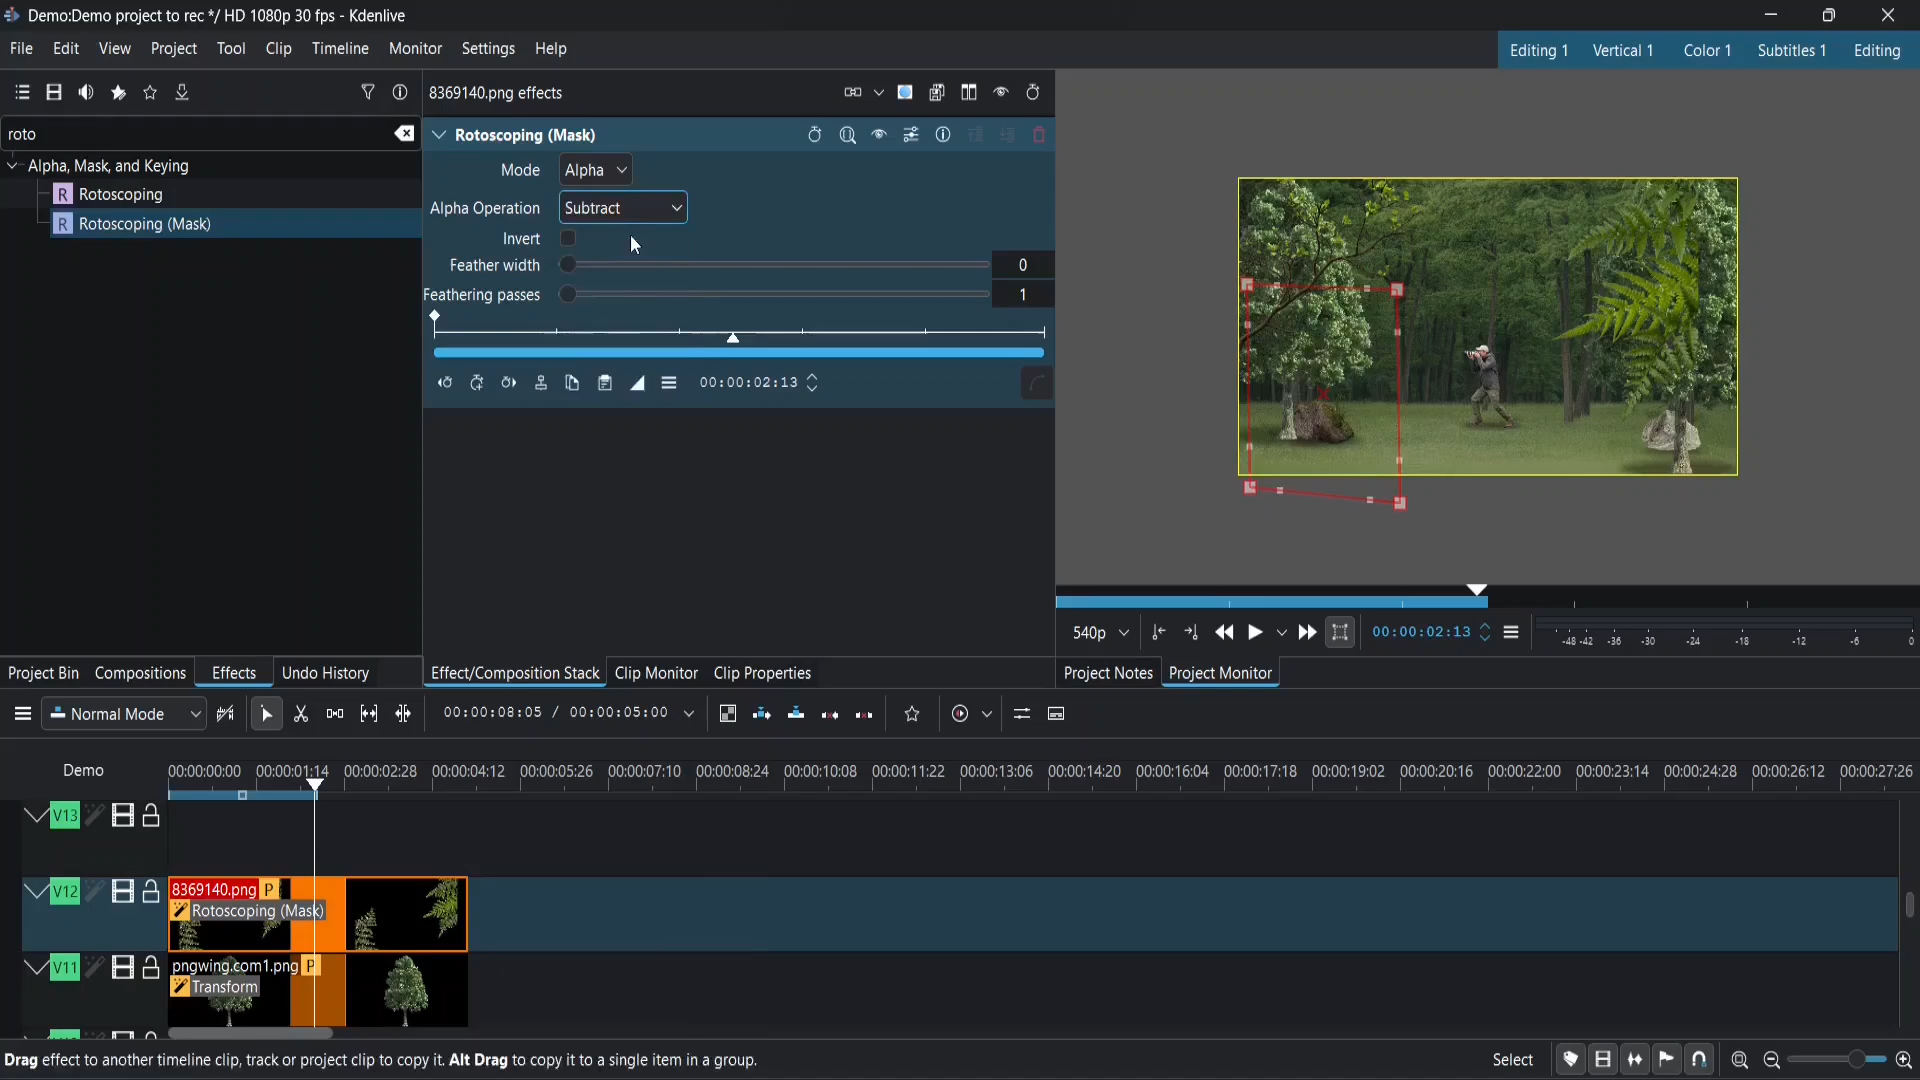 Demo:Demo project to rec */ HD 1080p 30 fps - Kdenlive
File Edit View Project Tool Clip Timeline Monitor Settings Help
Editing 1 Vertical 1 Color 1 Subtitles 1 Editing
8369140.png effects
roto
Alpha, Mask, and Keying
R Rotoscoping
R Rotoscoping (Mask)
Rotoscoping (Mask)
Mode Alpha
Alpha Operation Subtract
Invert
Feather width 0
Feathering passes 1
00:00:02:13
540p 00:00:02:13
-48 -42 -36 -30 -24 -18 -12 -6 0
Project Bin Compositions Effects Undo History
Effect/Composition Stack Clip Monitor Clip Properties
Project Notes Project Monitor
Normal Mode 00:00:08:05 / 00:00:05:00
Demo 00:00:00:00 00:00:01:14 00:00:02:28 00:00:04:12 00:00:05:26 00:00:07:10 00:00:08:24 00:00:10:08 00:00:11:22 00:00:13:06 00:00:14:20 00:00:16:04 00:00:17:18 00:00:19:02 00:00:20:16 00:00:22:00 00:00:23:14 00:00:24:28 00:00:26:12 00:00:27:26
V13
V12 8369140.png P
Rotoscoping (Mask)
V11 pngwing.com1.png P
Transform
Drag effect to another timeline clip, track or project clip to copy it. Alt Drag to copy it to a single item in a group.
Select